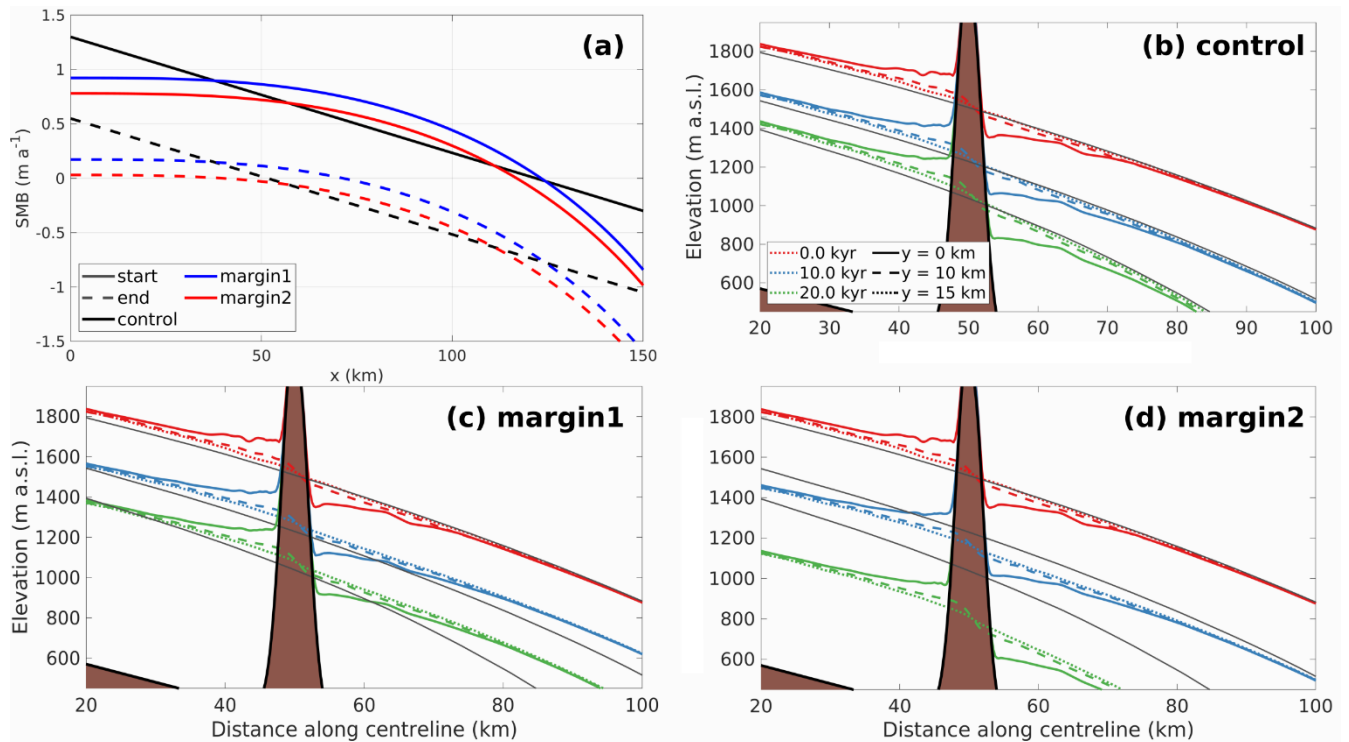 (a)
1.5
1
0.5
0
-0.5
-1
-1.5
SMB (m a⁻¹)
start
end
control
margin1
margin2
0 50 100 150
x (km)
(b) control
1800
1600
1400
1200
1000
800
600
Elevation (m a.s.l.)
0.0 kyr y = 0 km
10.0 kyr y = 10 km
20.0 kyr y = 15 km
20 30 40 50 60 70 80 90 100
(c) margin1
1800
1600
1400
1200
1000
800
600
Elevation (m a.s.l.)
20 40 60 80 100
Distance along centreline (km)
(d) margin2
1800
1600
1400
1200
1000
800
600
20 40 60 80 100
Distance along centreline (km)